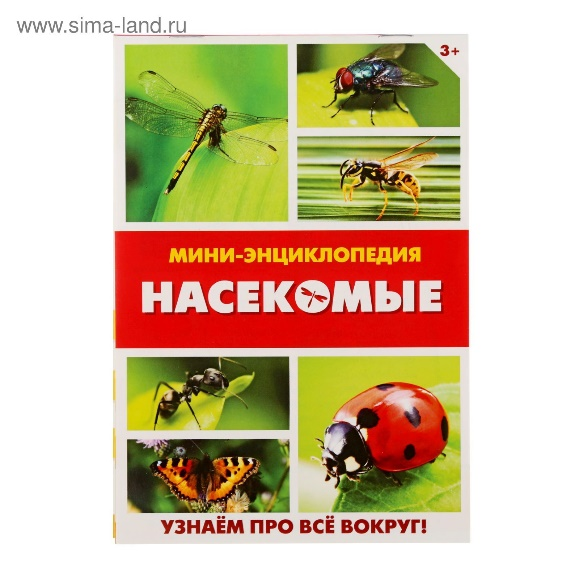 www.sima-land.ru
3+
МИНИ-ЭНЦИКЛОПЕДИЯ
НАСЕКОМЫЕ
УЗНАЁМ ПРО ВСЁ ВОКРУГ!